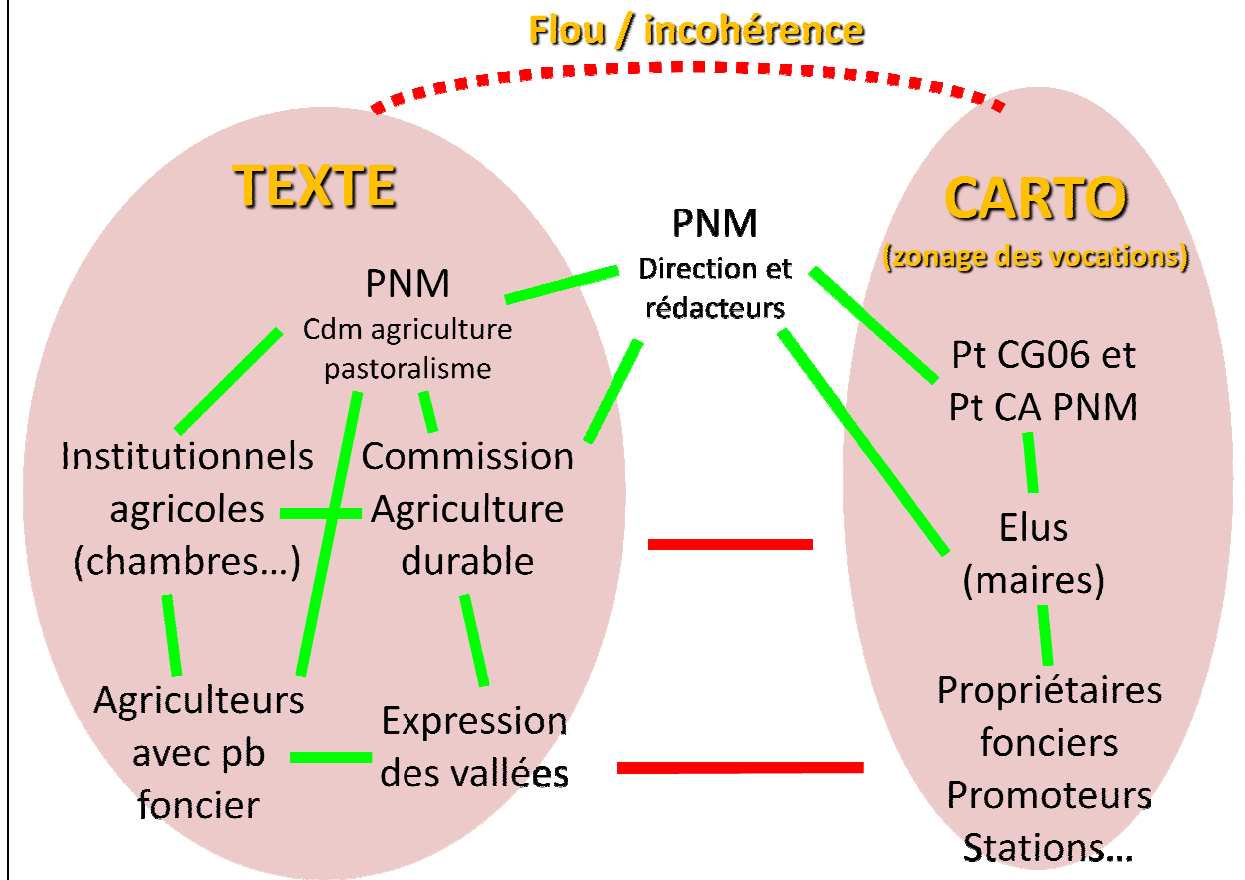 Flou / incohérence
TEXTE
PNM
Cdm agriculture
pastoralisme
Institutionnels
agricoles
(chambres…)
Commission
Agriculture
durable
Agriculteurs
avec pb
foncier
Expression
des vallées
PNM
Direction et
rédacteurs
CARTO
(zonage des vocations)
Pt CG06 et
Pt CA PNM
Elus
(maires)
Propriétaires
fonciers
Promoteurs
Stations…